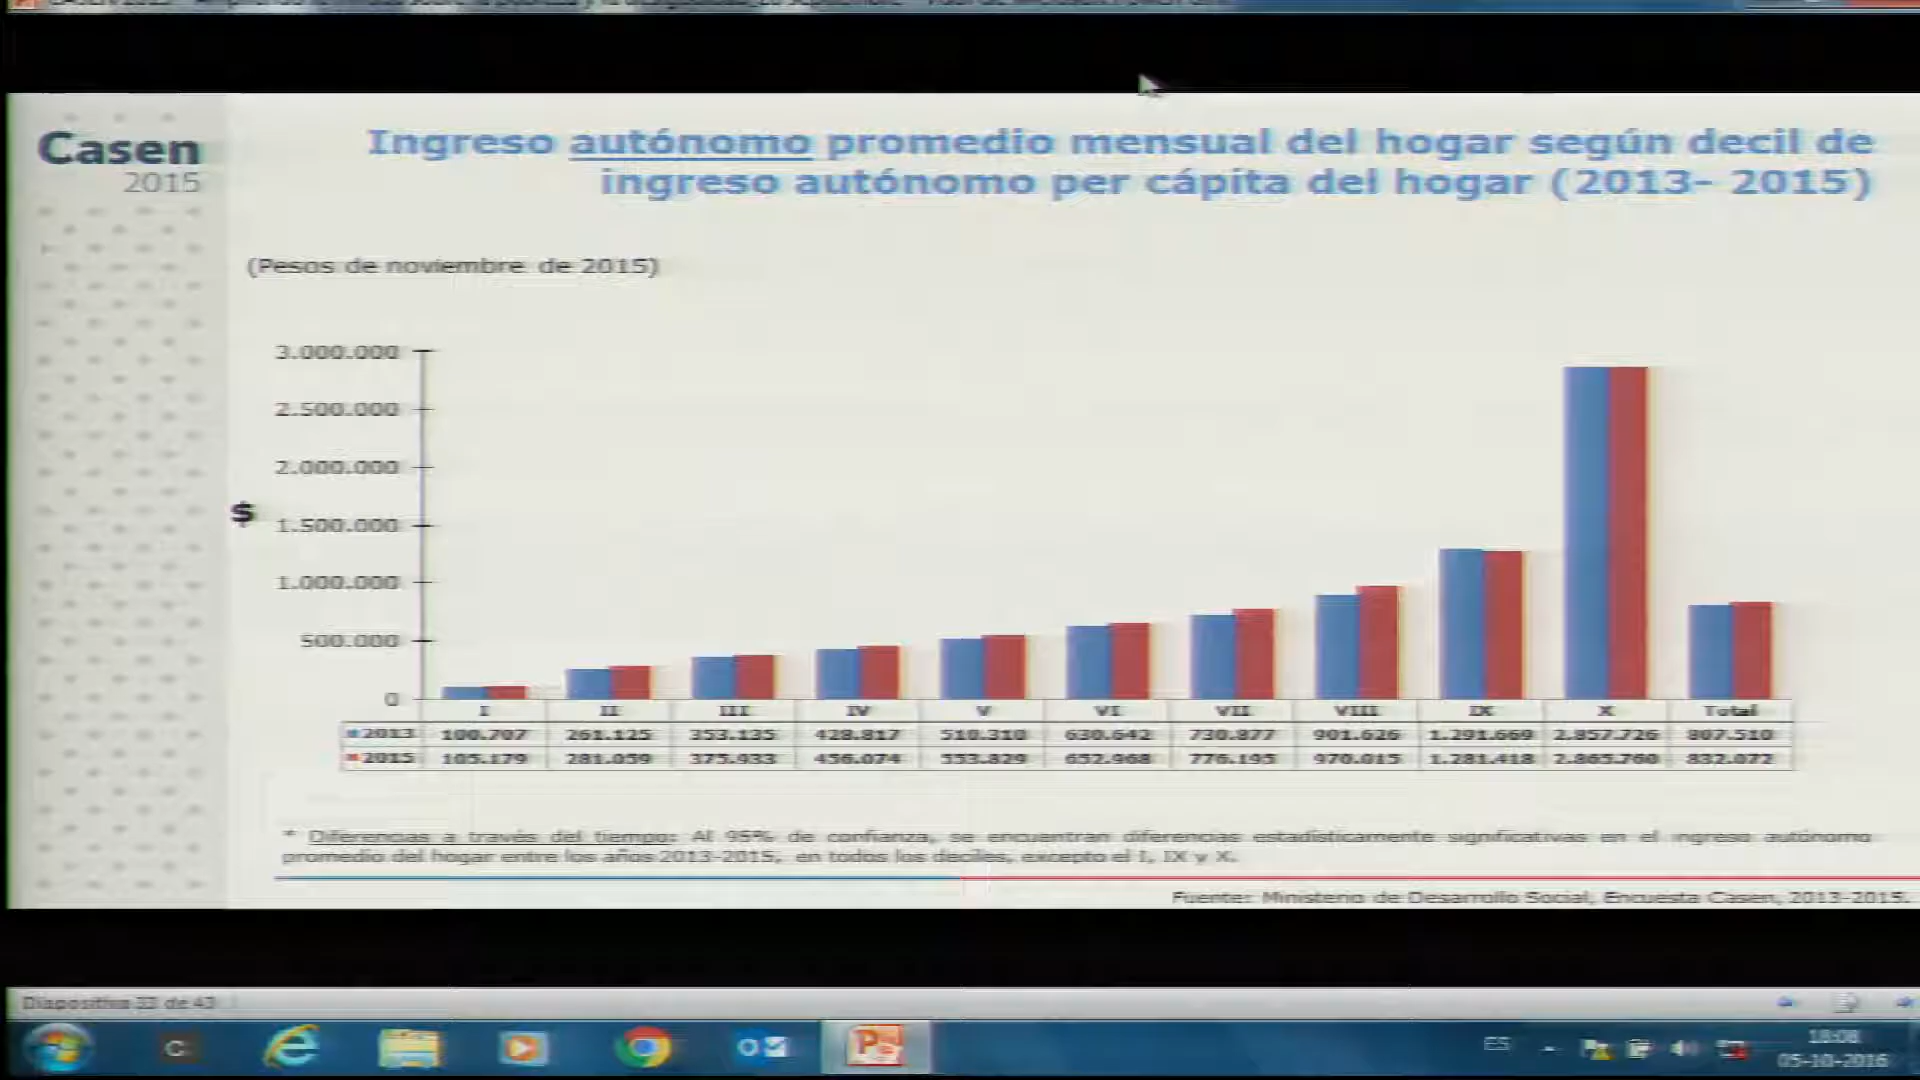 Casen
2015
Ingreso autónomo promedio mensual del hogar según decil de
ingreso autónomo per cápita del hogar (2013- 2015)
(Pesos de noviembre de 2015)
3.000.000
2.500.000
2.000.000
$
1.500.000
1.000.000
500.000
0
I II III IV V VI VII VIII IX X Total
2013 100.707 261.125 353.135 428.817 510.310 630.642 730.877 901.626 1.291.669 2.857.726 807.510
2015 105.179 281.059 375.933 456.074 553.829 652.968 776.195 970.015 1.281.418 2.865.760 832.072
* Diferencias a través del tiempo: Al 95% de confianza, se encuentran diferencias estadísticamente significativas en el ingreso autónomo
promedio del hogar entre los años 2013-2015, en todos los deciles, excepto el I, IX y X.
Fuente: Ministerio de Desarrollo Social, Encuesta Casen, 2013-2015.
Diapositiva 33 de 43
ES
18:08
05-10-2016